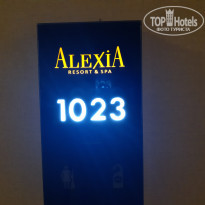 TOP Hotels
ФОТО ТУРИСТА
ALEXiA
RESORT & SPA
1023